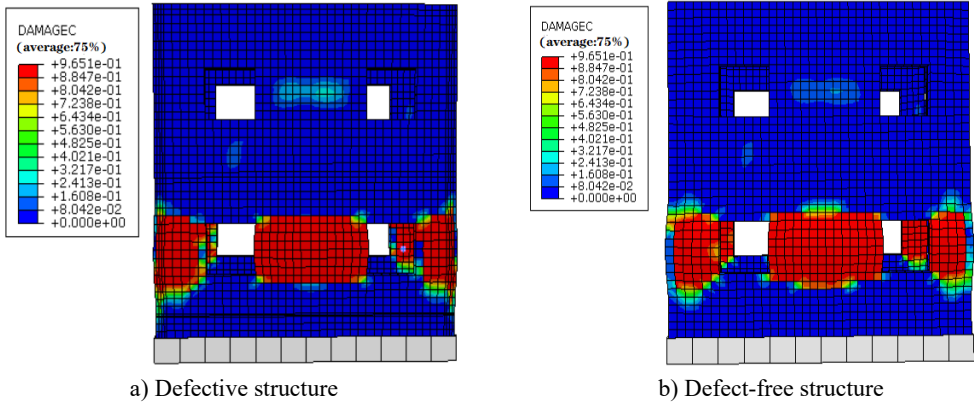 DAMAGEC
(average:75%)
+9.651e-01
+8.847e-01
+8.042e-01
+7.238e-01
+6.434e-01
+5.630e-01
+4.825e-01
+4.021e-01
+3.217e-01
+2.413e-01
+1.608e-01
+8.042e-02
+0.000e+00
a) Defective structure
DAMAGEC
(average:75%)
+9.651e-01
+8.847e-01
+8.042e-01
+7.238e-01
+6.434e-01
+5.630e-01
+4.825e-01
+4.021e-01
+3.217e-01
+2.413e-01
+1.608e-01
+8.042e-02
+0.000e+00
b) Defect-free structure